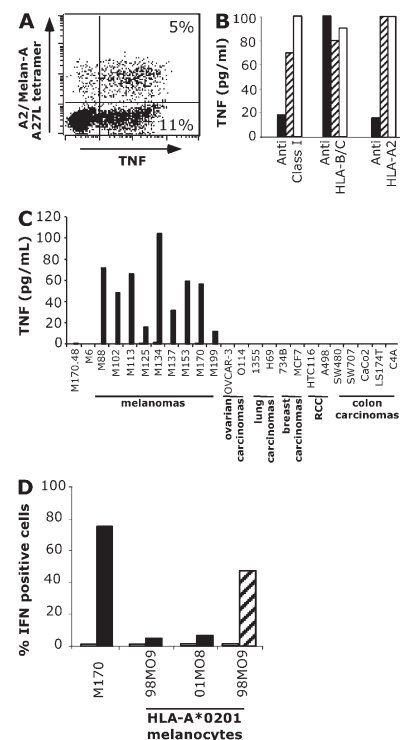 A
5%
A2/Melan-A
A27L tetramer
11%
TNF
B
TNF (pg/ml)
100
80
60
40
20
0
Anti
Class I
Anti
HLA-B/C
Anti
HLA-A2
C
TNF (pg/mL)
120
100
80
60
40
20
0
M170.48
M6
M88
M102
M113
M125
M134
M137
M153
M170
M199
OVCAR-3
O114
1355
H69
734B
MCF7
HTC116
A498
SW480
SW707
CaCo2
LS174T
C4A
melanomas
ovarian
carcinomas
lung
carcinomas
breast
carcinomas
RCC
colon
carcinomas
D
% IFN positive cells
100
80
60
40
20
0
M170
98MO9
01MO8
98MO9
HLA-A*0201
melanocytes